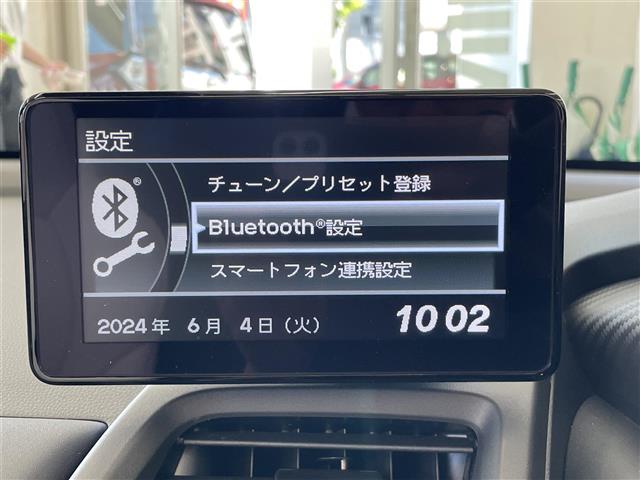 設定
®
チューン／プリセット登録
Bluetooth®設定
スマートフォン連携設定
2024年 6月 4日（火）
10 02